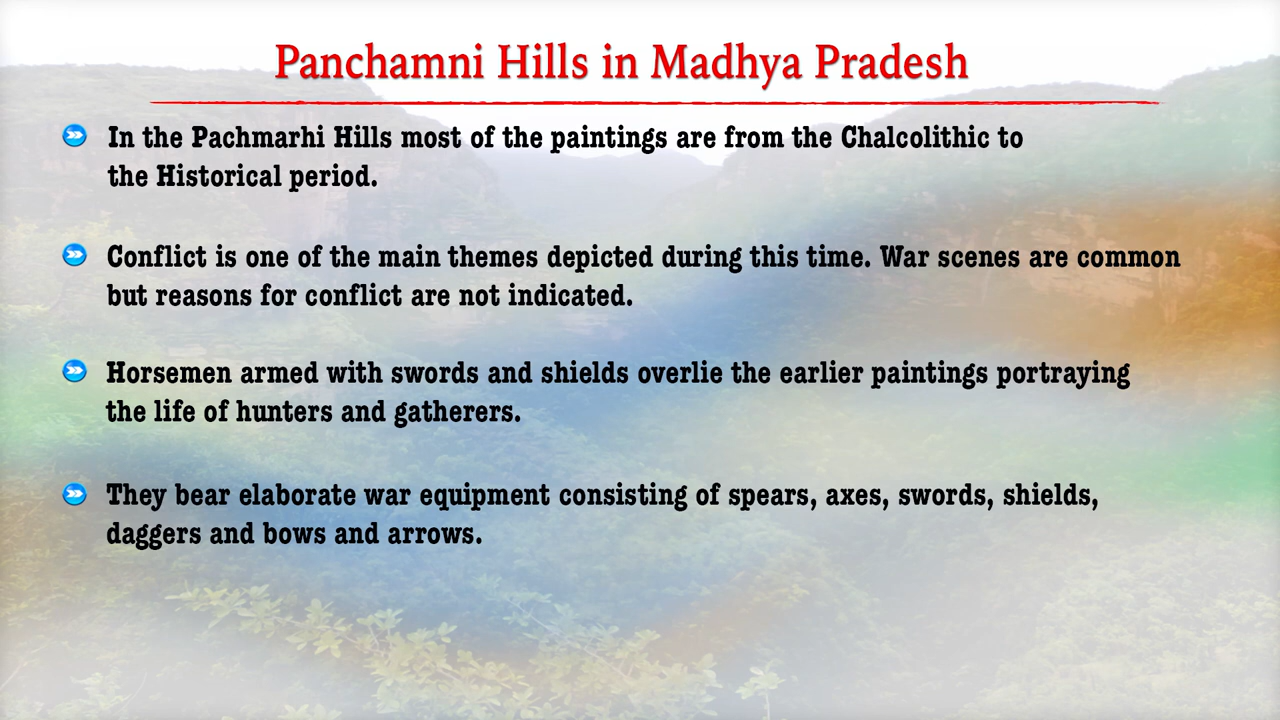 Panchamni Hills in Madhya Pradesh
In the Pachmarhi Hills most of the paintings are from the Chalcolithic to
the Historical period.
Conflict is one of the main themes depicted during this time. War scenes are common
but reasons for conflict are not indicated.
Horsemen armed with swords and shields overlie the earlier paintings portraying
the life of hunters and gatherers.
They bear elaborate war equipment consisting of spears, axes, swords, shields,
daggers and bows and arrows.